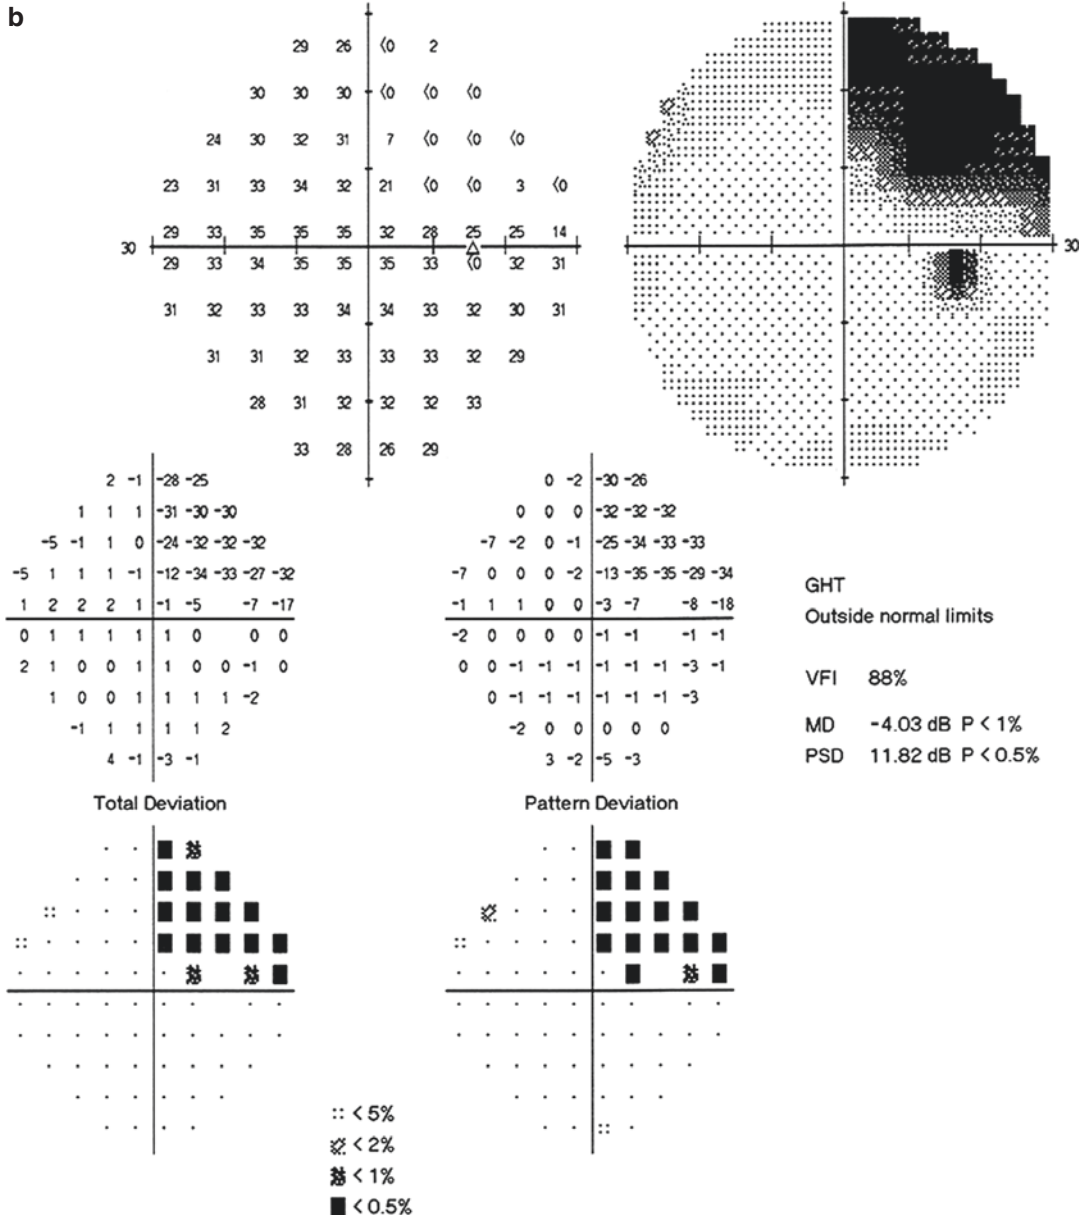 b
29 26 ⟨0 2
30 30 30 ⟨0 ⟨0 ⟨0
24 30 32 31 7 ⟨0 ⟨0 ⟨0
23 31 33 34 32 21 ⟨0 ⟨0 3 ⟨0
29 33 35 35 35 32 28 25 25 14
30 30
29 33 34 35 35 35 33 ⟨0 32 31
31 32 33 33 34 34 33 32 30 31
31 31 32 33 33 33 32 29
28 31 32 32 32 33
33 28 26 29
2 -1 -28 -25
1 1 1 -31 -30 -30
-5 -1 1 0 -24 -32 -32 -32
-5 1 1 1 -1 -12 -34 -33 -27 -32
1 2 2 2 1 -1 -5 -7 -17
0 1 1 1 1 1 0 0 0
2 1 0 0 1 1 0 0 -1 0
1 0 0 1 1 1 1 -2
-1 1 1 1 1 2
4 -1 -3 -1
Total Deviation
0 -2 -30 -26
0 0 0 -32 -32 -32
-7 -2 0 -1 -25 -34 -33 -33
-7 0 0 0 -2 -13 -35 -35 -29 -34
-1 1 1 0 0 -3 -7 -8 -18
-2 0 0 0 0 -1 -1 -1 -1
0 0 -1 -1 -1 -1 -1 -1 -3 -1
0 -1 -1 -1 -1 -1 -1 -3
-2 0 0 0 0 0
3 -2 -5 -3
Pattern Deviation
GHT
Outside normal limits
VFI 88%
MD -4.03 dB P < 1%
PSD 11.82 dB P < 0.5%
< 5%
< 2%
< 1%
< 0.5%